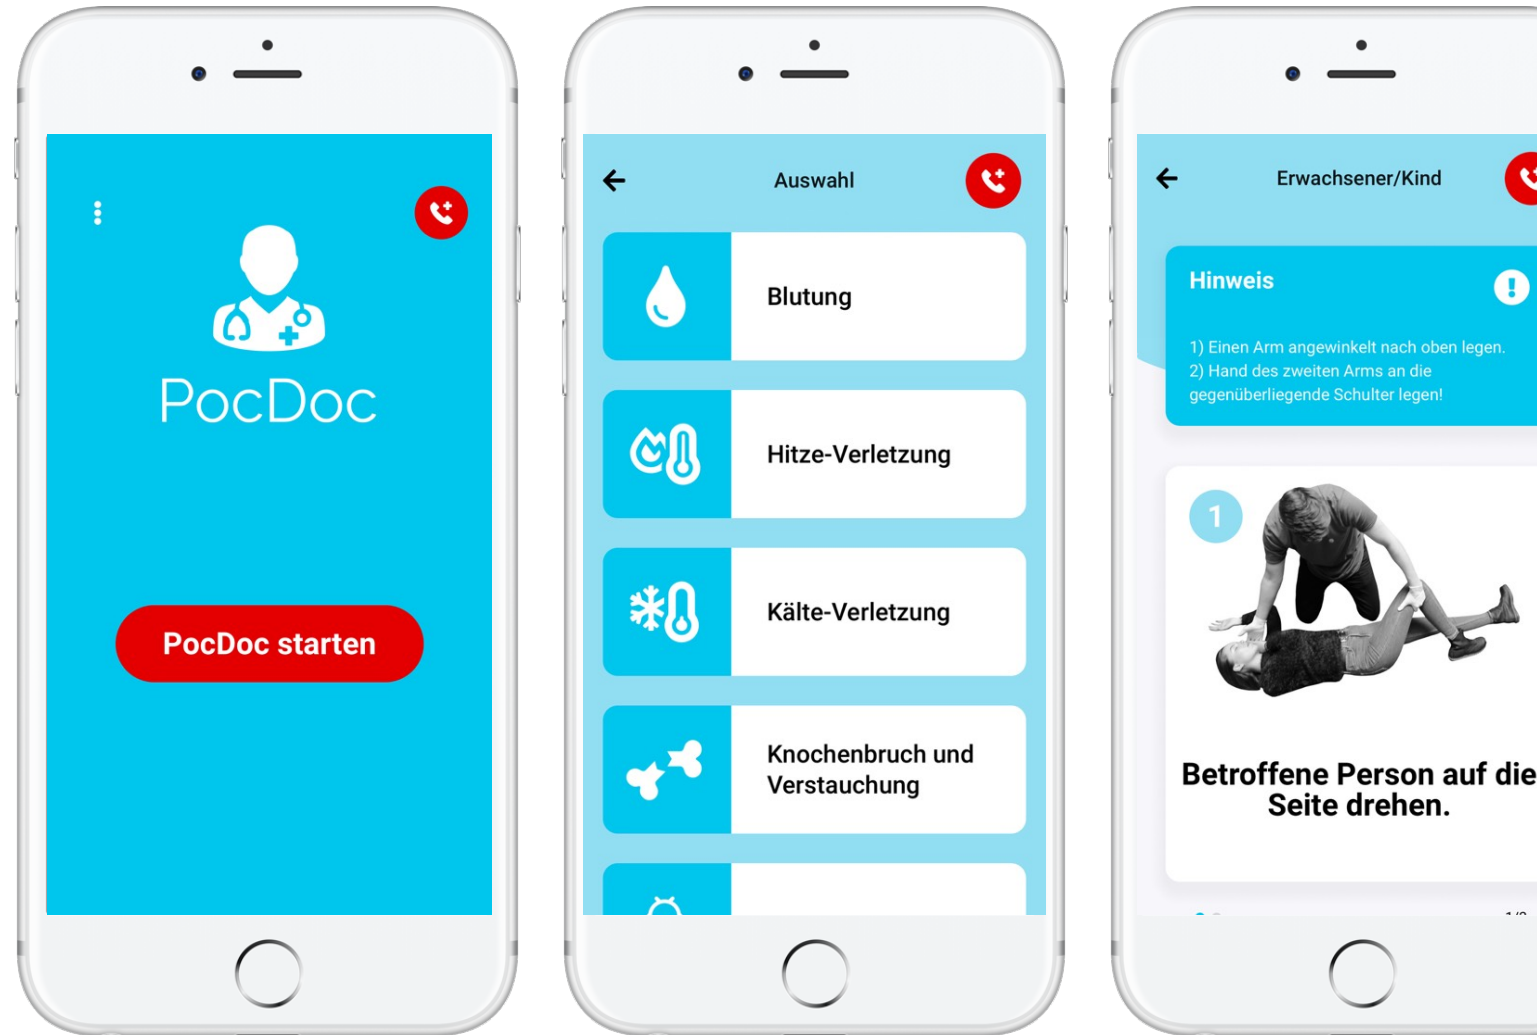 PocDoc
PocDoc starten
Auswahl
Blutung
Hitze-Verletzung
Kälte-Verletzung
Knochenbruch und
Verstauchung
Erwachsener/Kind
Hinweis
1) Einen Arm angewinkelt nach oben legen.
2) Hand des zweiten Arms an die
gegenüberliegende Schulter legen!
1
Betroffene Person auf die
Seite drehen.